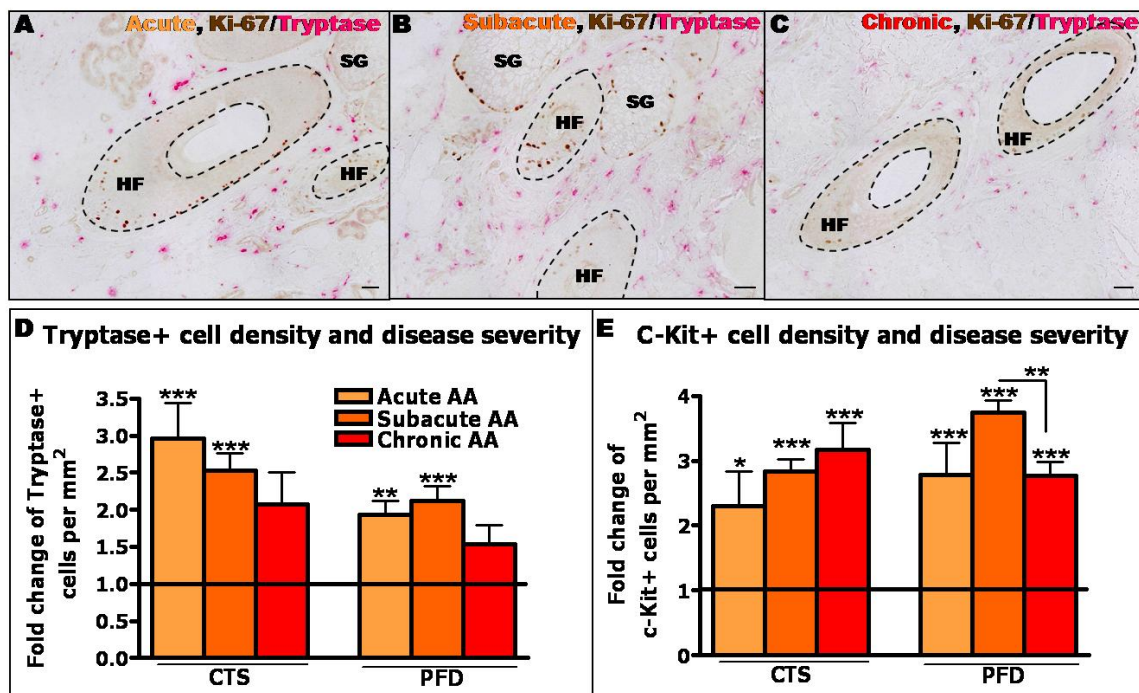 A Acute, Ki-67/Tryptase
SG
HF
HF
B Subacute, Ki-67/Tryptase
SG
SG
HF
HF
C Chronic, Ki-67/Tryptase
HF
HF
D Tryptase+ cell density and disease severity
Fold change of Tryptase+
cells per mm2
3.5
3.0
2.5
2.0
1.5
1.0
0.5
0.0
***
***
**
***
Acute AA
Subacute AA
Chronic AA
CTS
PFD
E C-Kit+ cell density and disease severity
Fold change of
c-Kit+ cells per mm2
4
3
2
1
0
*
***
***
***
***
**
***
CTS
PFD